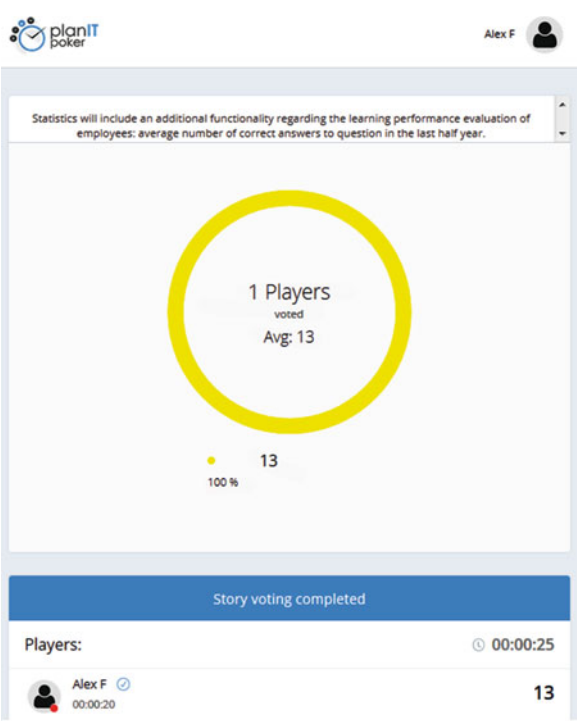 planIT
poker
Alex F
Statistics will include an additional functionality regarding the learning performance evaluation of
employees: average number of correct answers to question in the last half year.
1 Players
voted
Avg: 13
13
100 %
Story voting completed
Players:
00:00:25
Alex F
00:00:20
13